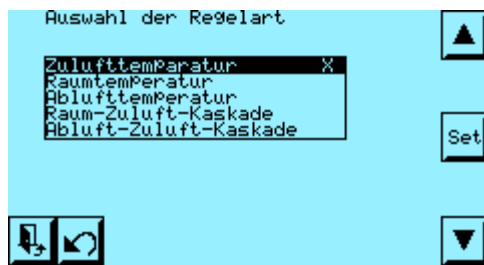 Auswahl der Regelart
Zulufttemparatur X
Raumtemperatur
Ablufttemperatur
Raum-Zuluft-Kaskade
Abluft-Zuluft-Kaskade
Set